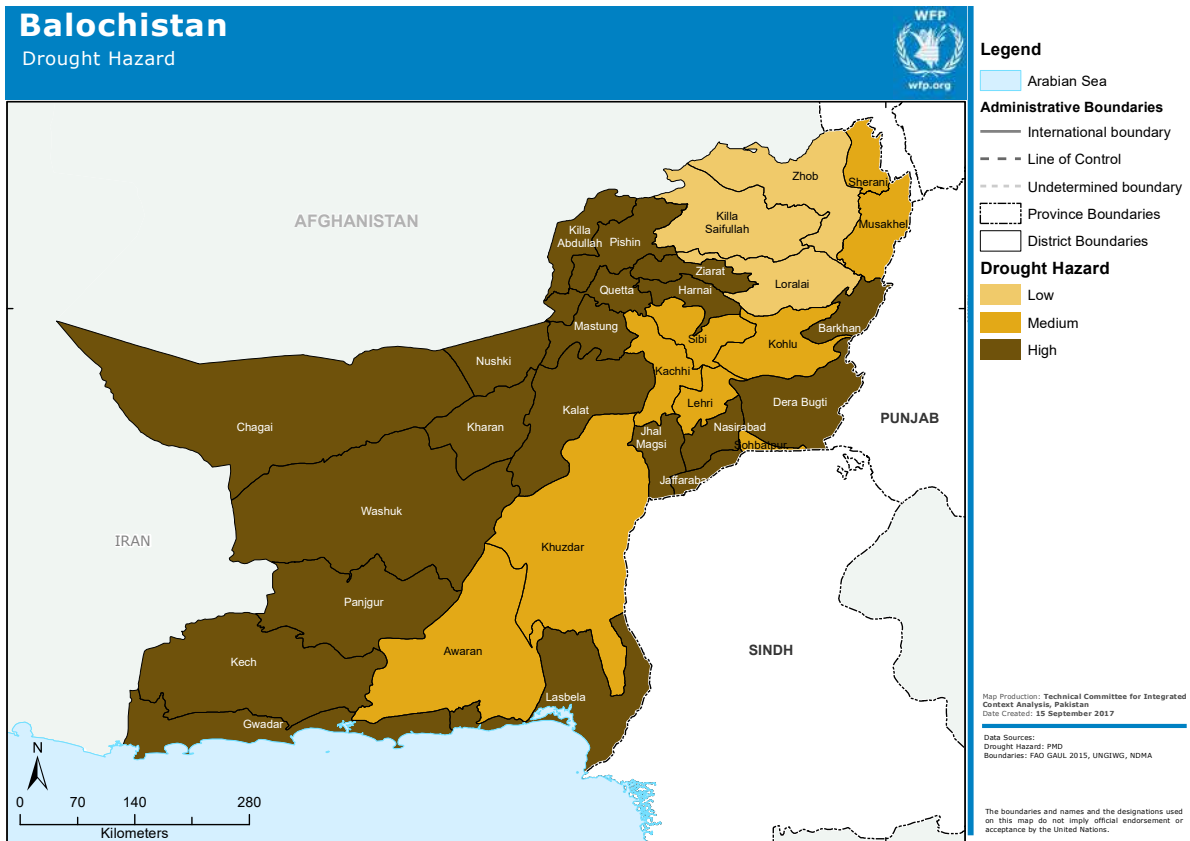 Balochistan
Drought Hazard
WFP
wfp.org
Legend
Arabian Sea
Administrative Boundaries
International boundary
Line of Control
Undetermined boundary
Province Boundaries
District Boundaries
Drought Hazard
Low
Medium
High
AFGHANISTAN
Zhob
Sherani
Killa
Saifullah
Musakhel
Killa
Abdullah
Pishin
Ziarat
Loralai
Quetta
Harnai
Mastung
Barkhan
Sibi
Kohlu
Nushki
Kachhi
Lehri
Dera Bugti
Kalat
PUNJAB
Chagai
Kharan
Jhal
Magsi
Nasirabad
Sohbatpur
Jaffarabad
Washuk
IRAN
Khuzdar
Panjgur
Awaran
SINDH
Kech
Lasbela
Gwadar
N
0 70 140 280
Kilometers
Map Production: Technical Committee for Integrated
Context Analysis, Pakistan
Date Created: 15 September 2017
Data Sources:
Drought Hazard: PMD
Boundaries: FAO GAUL 2015, UNGIWG, NDMA
The boundaries and names and the designations used
on this map do not imply official endorsement or
acceptance by the United Nations.